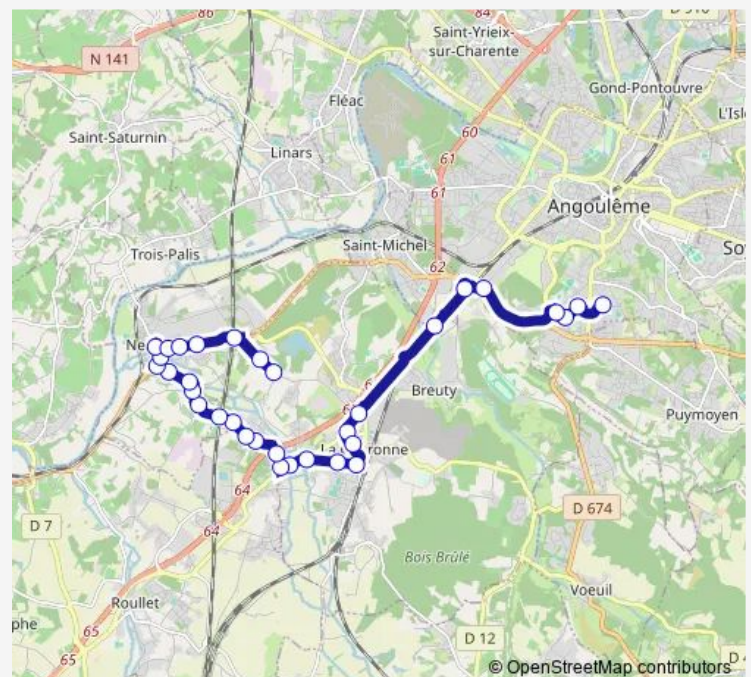 86
84
D 910
N 141
Saint-Yrieix-
sur-Charente
Gond-Pontouvre
Fléac
L'Isl
60
Saint-Saturnin
Linars
61
61
Angoulême
Trois-Palis
Saint-Michel
So
62
Ne
Breuty
Puymoyen
La
ronne
64
D 7
64
D 674
Bois Brûlé
Voeuil
Roullet
phe
65
D 12
65
© OpenStreetMap contributors